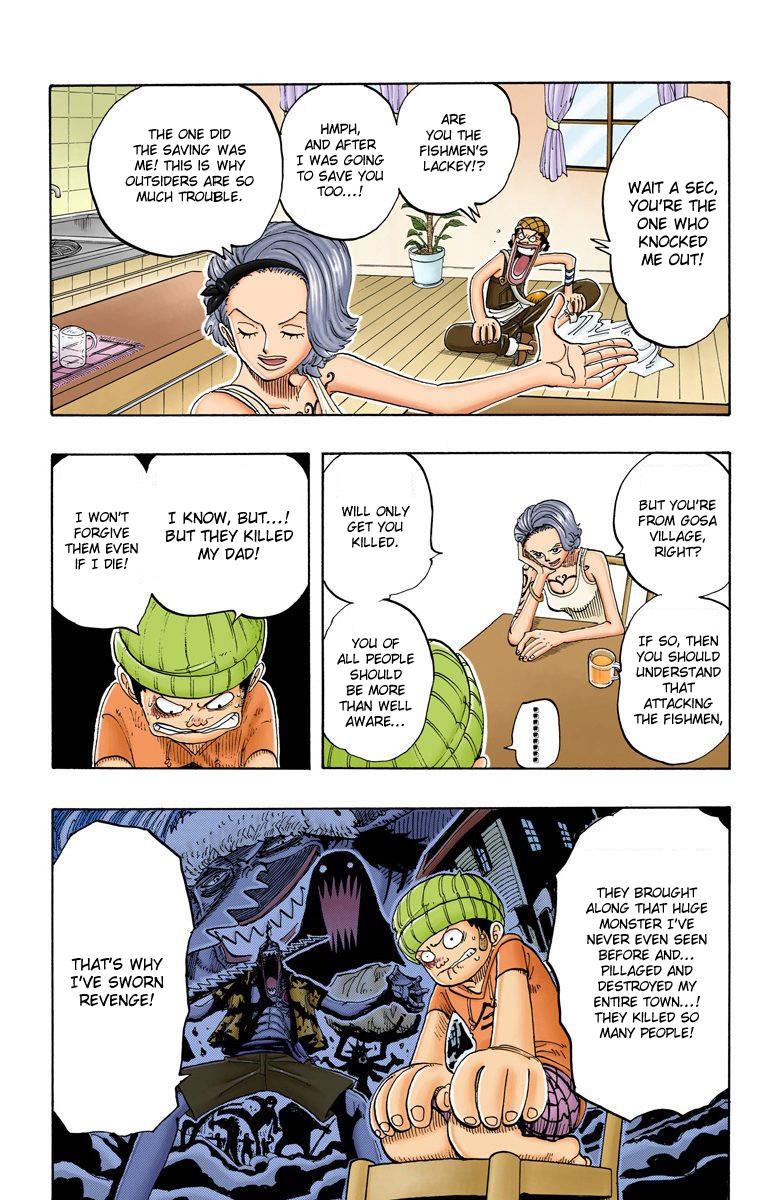 WAIT A SEC,
YOU'RE THE
ONE WHO
KNOCKED
ME OUT!
ARE
YOU THE
FISHMEN'S
LACKEY!?
HMPH,
AND AFTER
I WAS GOING
TO SAVE YOU
TOO...!
THE ONE DID
THE SAVING WAS
ME! THIS IS WHY
OUTSIDERS ARE SO
MUCH TROUBLE.
BUT YOU'RE
FROM GOSA
VILLAGE,
RIGHT?
IF SO, THEN
YOU SHOULD
UNDERSTAND
THAT
ATTACKING
THE FISHMEN,
WILL ONLY
GET YOU
KILLED.
YOU OF
ALL PEOPLE
SHOULD
BE MORE
THAN WELL
AWARE...
I KNOW, BUT...!
BUT THEY KILLED
MY DAD!
I WON'T
FORGIVE
THEM EVEN
IF I DIE!
THEY BROUGHT
ALONG THAT HUGE
MONSTER I'VE
NEVER EVEN SEEN
BEFORE AND...
PILLAGED AND
DESTROYED MY
ENTIRE TOWN...!
THEY KILLED SO
MANY PEOPLE!
THAT'S WHY
I'VE SWORN
REVENGE!